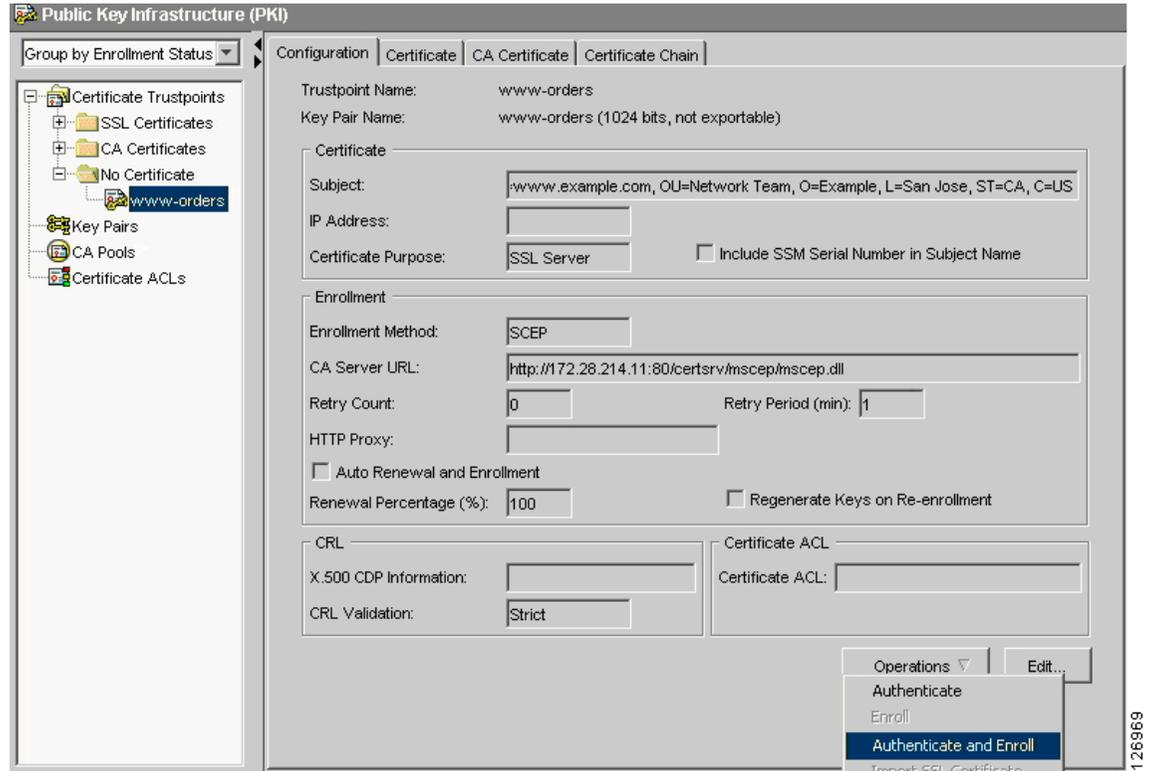 Public Key Infrastructure (PKI)
Group by Enrollment Status
Certificate Trustpoints
SSL Certificates
CA Certificates
No Certificate
www-orders
Key Pairs
CA Pools
Certificate ACLs
Configuration Certificate CA Certificate Certificate Chain
Trustpoint Name: www-orders
Key Pair Name: www-orders (1024 bits, not exportable)
Certificate
Subject: :www.example.com, OU=Network Team, O=Example, L=San Jose, ST=CA, C=US
IP Address:
Certificate Purpose: SSL Server Include SSM Serial Number in Subject Name
Enrollment
Enrollment Method: SCEP
CA Server URL: http://172.28.214.11:80/certsrv/mscep/mscep.dll
Retry Count: 0 Retry Period (min): 1
HTTP Proxy:
Auto Renewal and Enrollment
Renewal Percentage (%): 100 Regenerate Keys on Re-enrollment
CRL
X.500 CDP Information:
CRL Validation: Strict
Certificate ACL
Certificate ACL:
Operations Edit...
Authenticate
Enroll
Authenticate and Enroll
Import SSL Certificate
126969